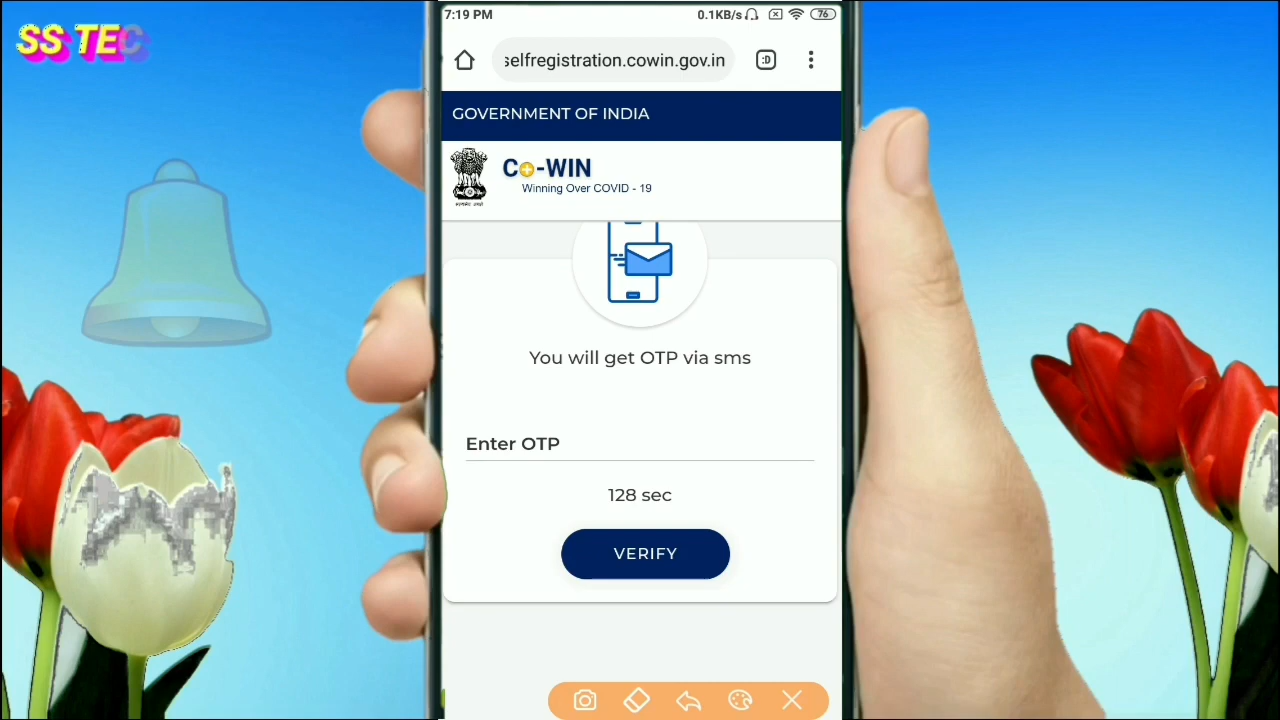 SS TEC
7:19 PM
0.1KB/s
76
selfregistration.cowin.gov.in
:D
GOVERNMENT OF INDIA
Co-WIN
Winning Over COVID - 19
You will get OTP via sms
Enter OTP
128 sec
VERIFY